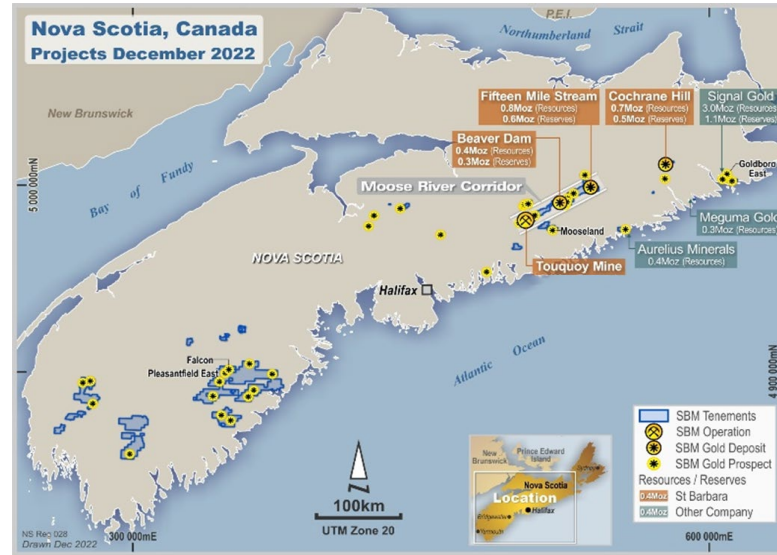 Nova Scotia, Canada
Projects December 2022
P.E.I.
Northumberland Strait
New Brunswick
Bay of Fundy
5 000 000mN
Fifteen Mile Stream
0.8Moz (Resources)
0.6Moz (Reserves)
Cochrane Hill
0.7Moz (Resources)
0.5Moz (Reserves)
Signal Gold
3.0Moz (Resources)
1.1Moz (Reserves)
Beaver Dam
0.4Moz (Resources)
0.3Moz (Reserves)
Goldboro
East
Moose River Corridor
Meguma Gold
0.3Moz (Resources)
Mooseland
Aurelius Minerals
0.4Moz (Resources)
NOVA SCOTIA
Touquoy Mine
Halifax
Atlantic Ocean
Falcon
Pleasantfield East
4 900 000mN
SBM Tenements
SBM Operation
SBM Gold Deposit
SBM Gold Prospect
Resources / Reserves
0.4Moz St Barbara
0.4Moz Other Company
New
Brunswick
Prince Edward
Island
Sydney
Nova Scotia
Location
Halifax
Bridgewater
Yarmouth
100km
UTM Zone 20
NS Reg 028
Drawn Dec 2022
300 000mE
600 000mE